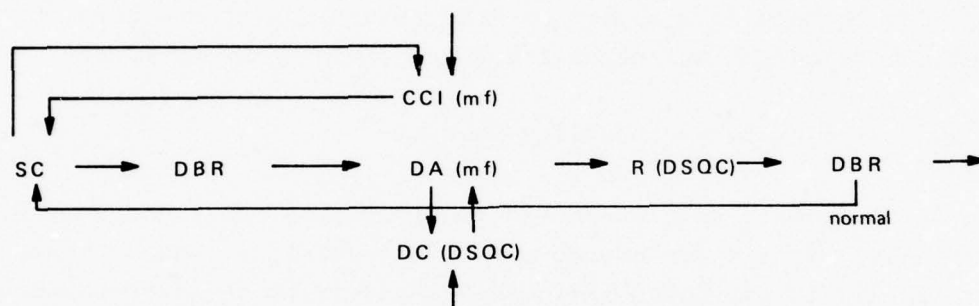 CCI (mf)
SC DBR DA (mf) R (DSQC) DBR
normal
DC (DSQC)